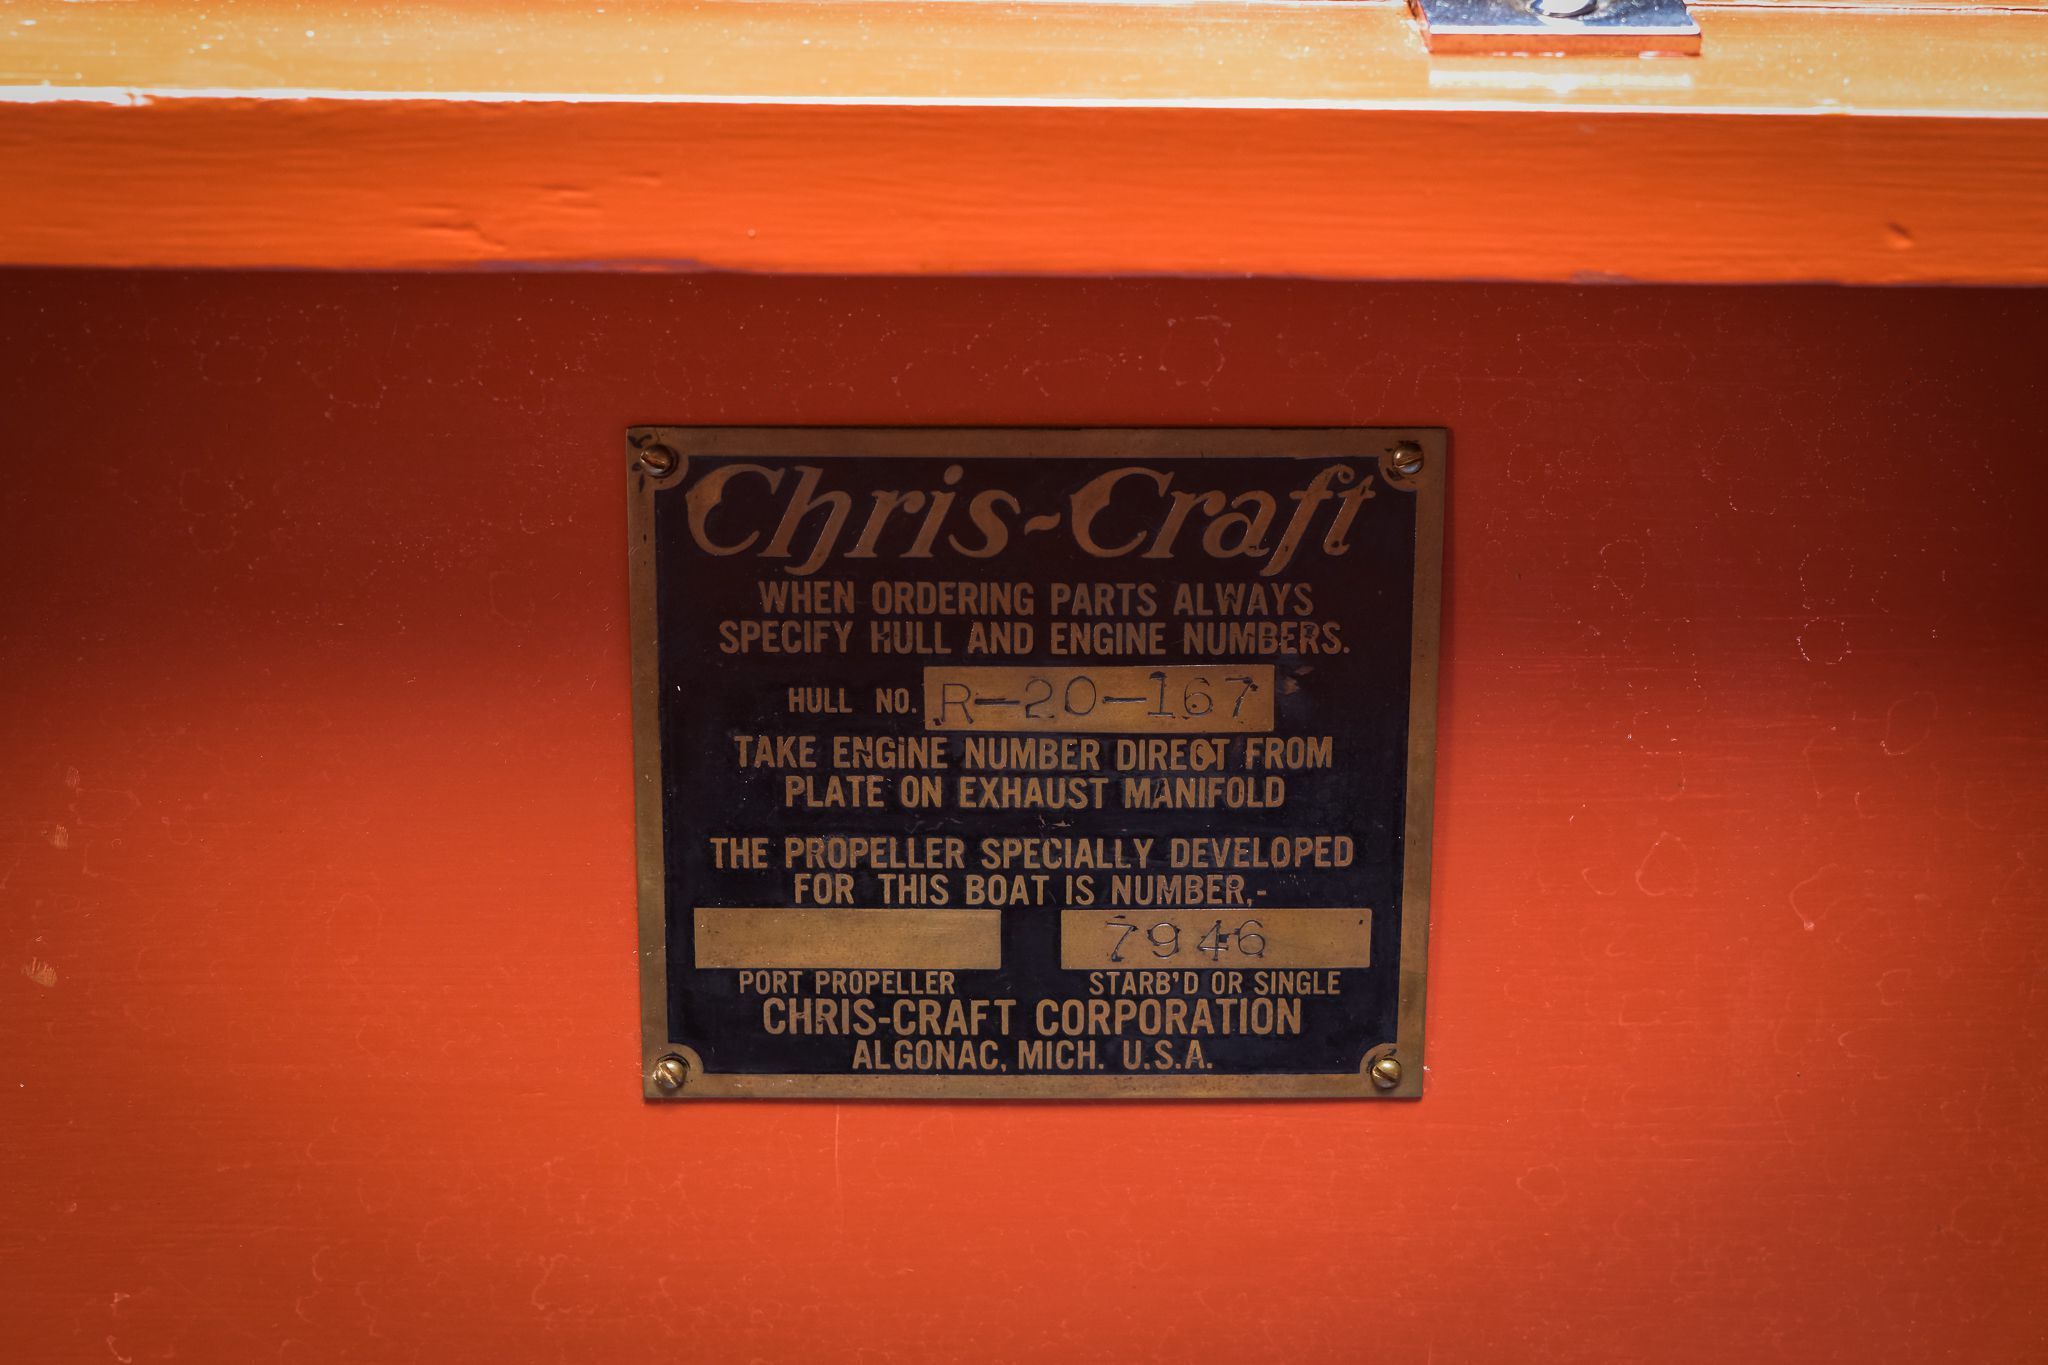 Chris-Craft
WHEN ORDERING PARTS ALWAYS
SPECIFY HULL AND ENGINE NUMBERS.
HULL NO. R-20-167
TAKE ENGINE NUMBER DIRECT FROM
PLATE ON EXHAUST MANIFOLD
THE PROPELLER SPECIALLY DEVELOPED
FOR THIS BOAT IS NUMBER,-
7946
PORT PROPELLER STARB'D OR SINGLE
CHRIS-CRAFT CORPORATION
ALGONAC, MICH. U.S.A.